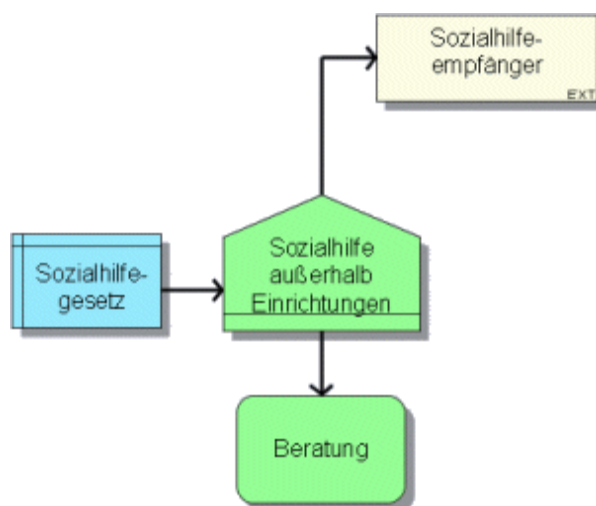 Sozialhilfe-
empfänger
EXT
Sozialhilfe
außerhalb
Einrichtungen
Sozialhilfe-
gesetz
Beratung